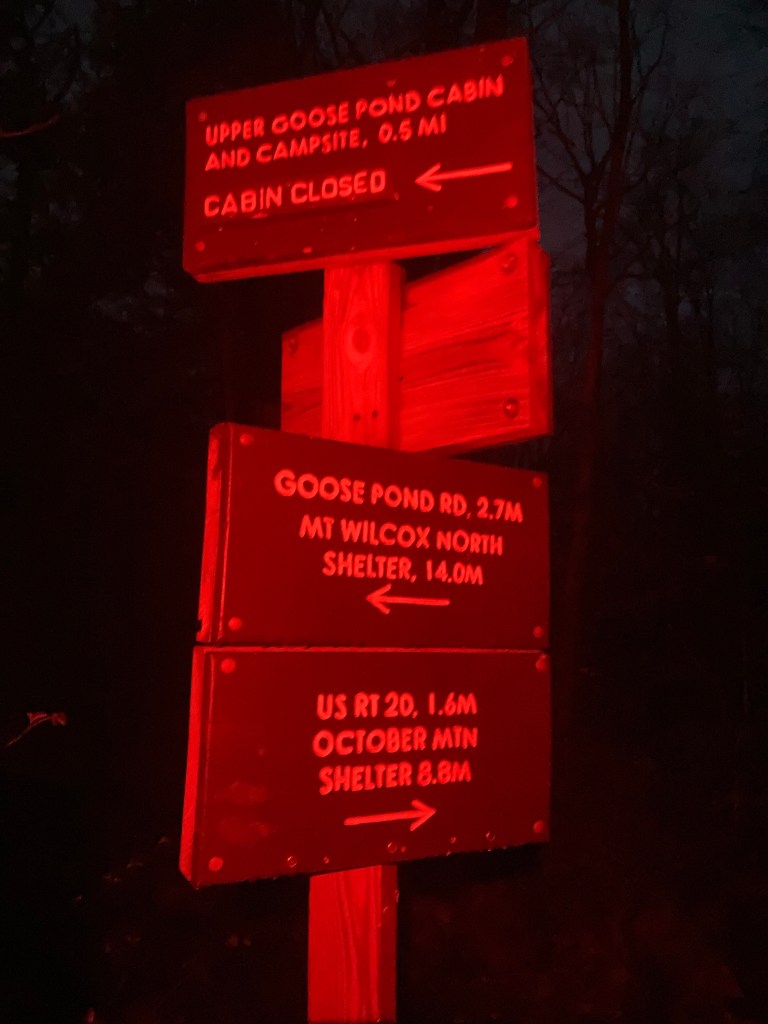 UPPER GOOSE POND CABIN
AND CAMPSITE, 0.5 MI
CABIN CLOSED
GOOSE POND RD, 2.7M
MT WILCOX NORTH
SHELTER, 14.0M
US RT 20, 1.6M
OCTOBER MTN
SHELTER 8.8M